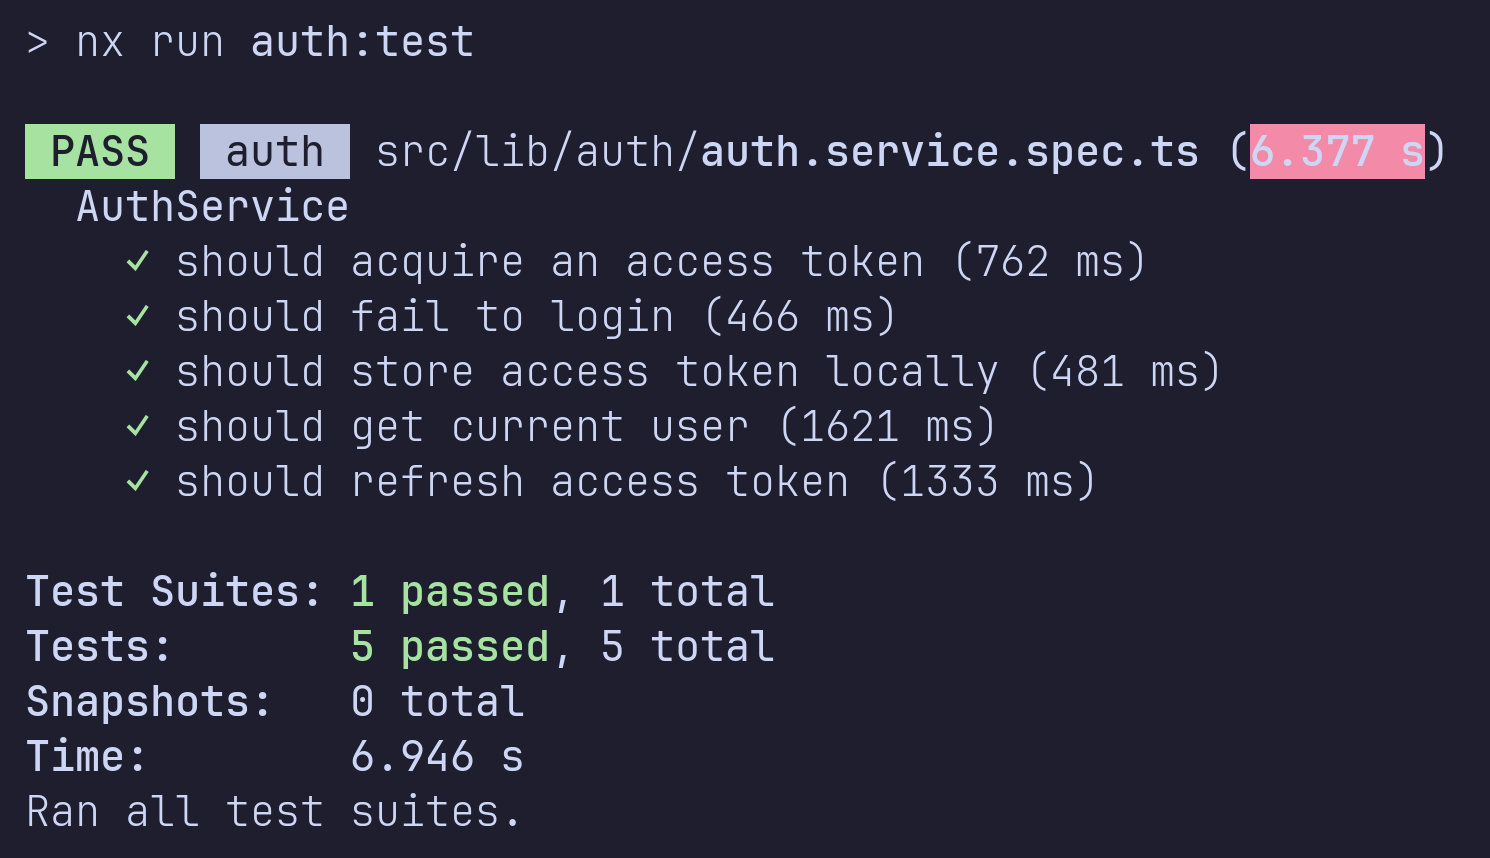 > nx run auth:test
PASS auth src/lib/auth/auth.service.spec.ts (6.377 s)
AuthService
✓ should acquire an access token (762 ms)
✓ should fail to login (466 ms)
✓ should store access token locally (481 ms)
✓ should get current user (1621 ms)
✓ should refresh access token (1333 ms)
Test Suites: 1 passed, 1 total
Tests: 5 passed, 5 total
Snapshots: 0 total
Time: 6.946 s
Ran all test suites.